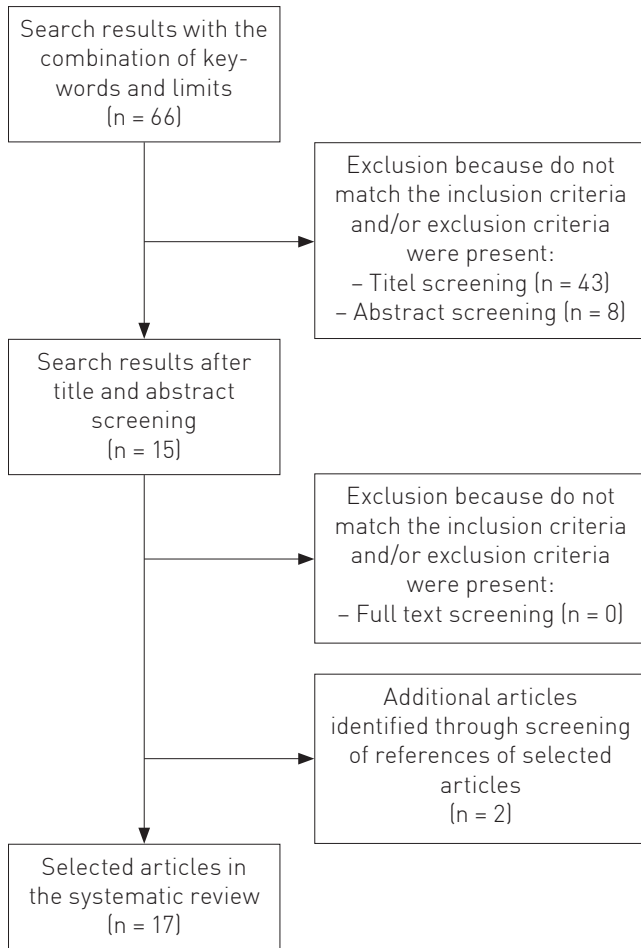 Search results with the
combination of key-
words and limits
(n = 66)
Exclusion because do not
match the inclusion criteria
and/or exclusion criteria
were present:
– Titel screening (n = 43)
– Abstract screening (n = 8)
Search results after
title and abstract
screening
(n = 15)
Exclusion because do not
match the inclusion criteria
and/or exclusion criteria
were present:
– Full text screening (n = 0)
Additional articles
identified through screening
of references of selected
articles
(n = 2)
Selected articles in
the systematic review
(n = 17)